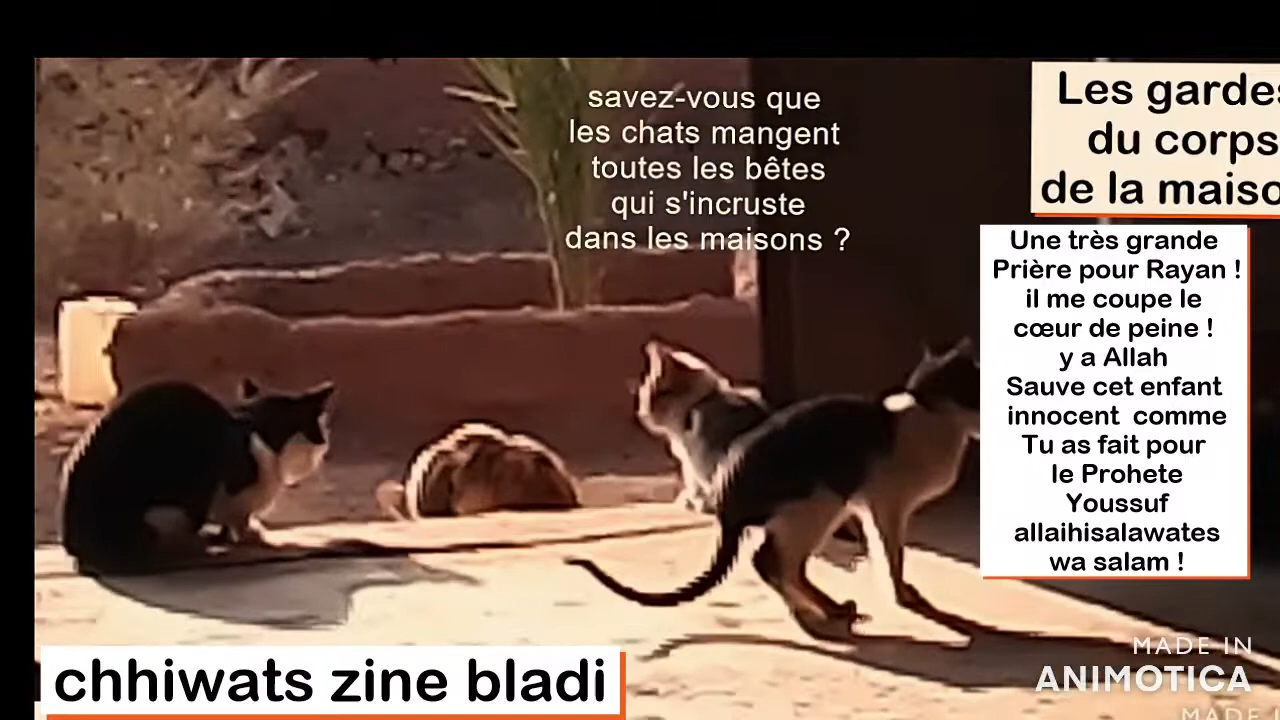 savez-vous que
les chats mangent
toutes les bêtes
qui s'incruste
dans les maisons ?
Les gardes
du corps
de la maiso
Une très grande
Prière pour Rayan !
il me coupe le
cœur de peine !
y a Allah
Sauve cet enfant
innocent comme
Tu as fait pour
le Prohete
Youssuf
allaihisalawates
wa salam !
chhiwats zine bladi
MADE IN
ANIMOTICA
MADE